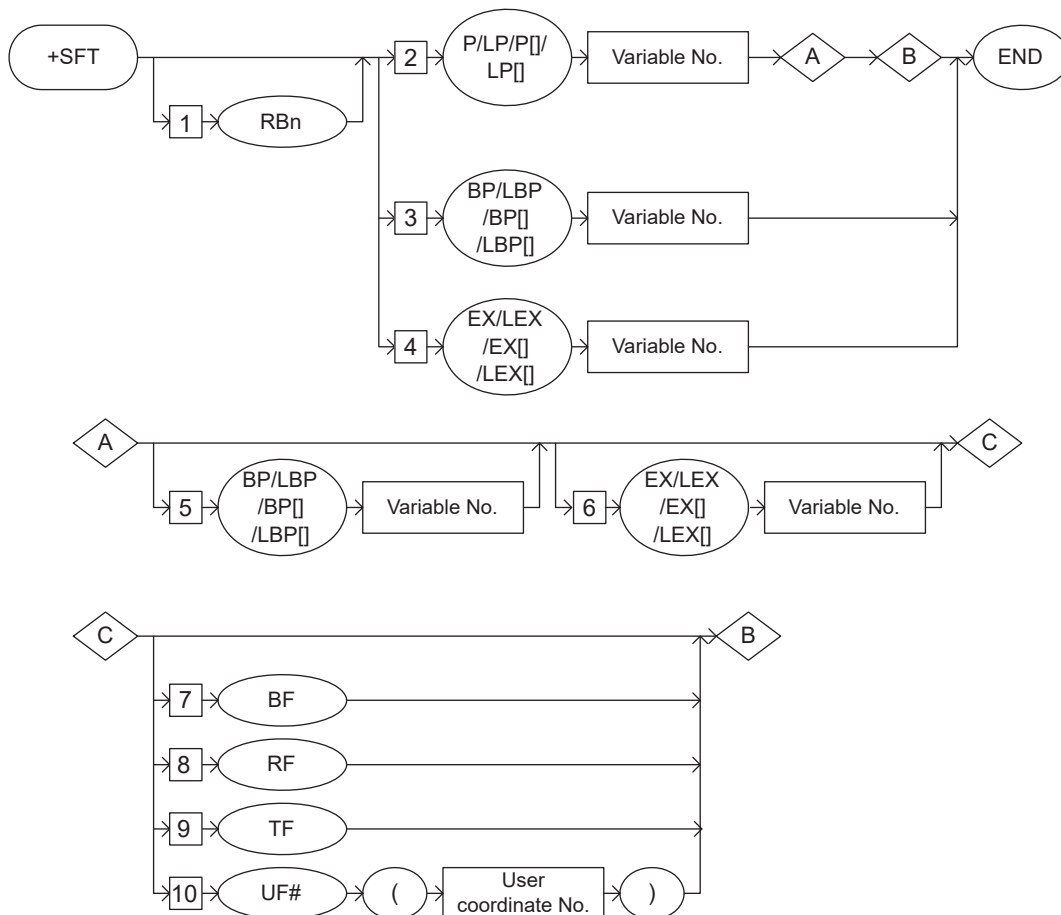 +SFT
2
P/LP/P[]/
LP[]
Variable No.
A
B
END
1
RBn
3
BP/LBP
/BP[]
/LBP[]
Variable No.
4
EX/LEX
/EX[]
/LEX[]
Variable No.
A
5
BP/LBP
/BP[]
/LBP[]
Variable No.
6
EX/LEX
/EX[]
/LEX[]
Variable No.
C
C
B
7
BF
8
RF
9
TF
10
UF#
(
User
coordinate No.
)